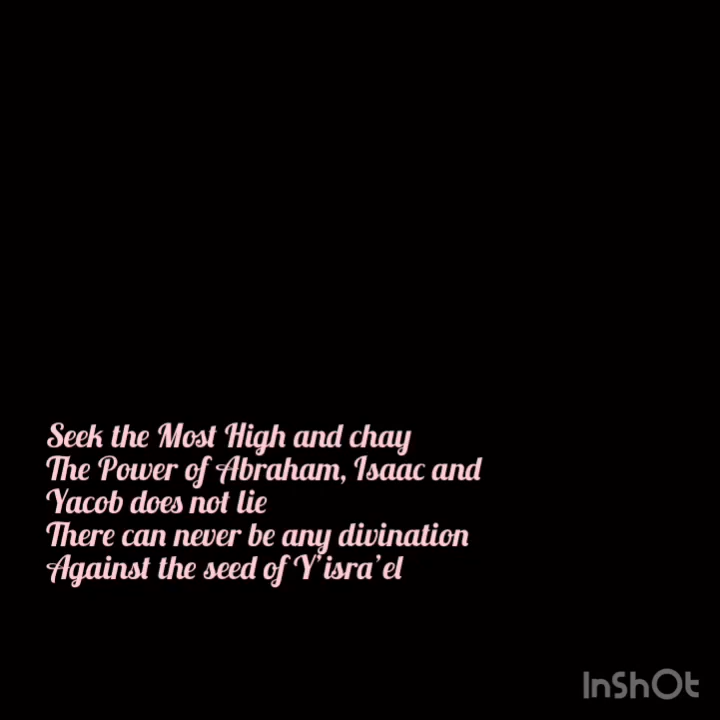 Seek the Most High and chay
The Power of Abraham, Isaac and
Yacob does not lie
There can never be any divination
Against the seed of Y'isra'el
InShOt